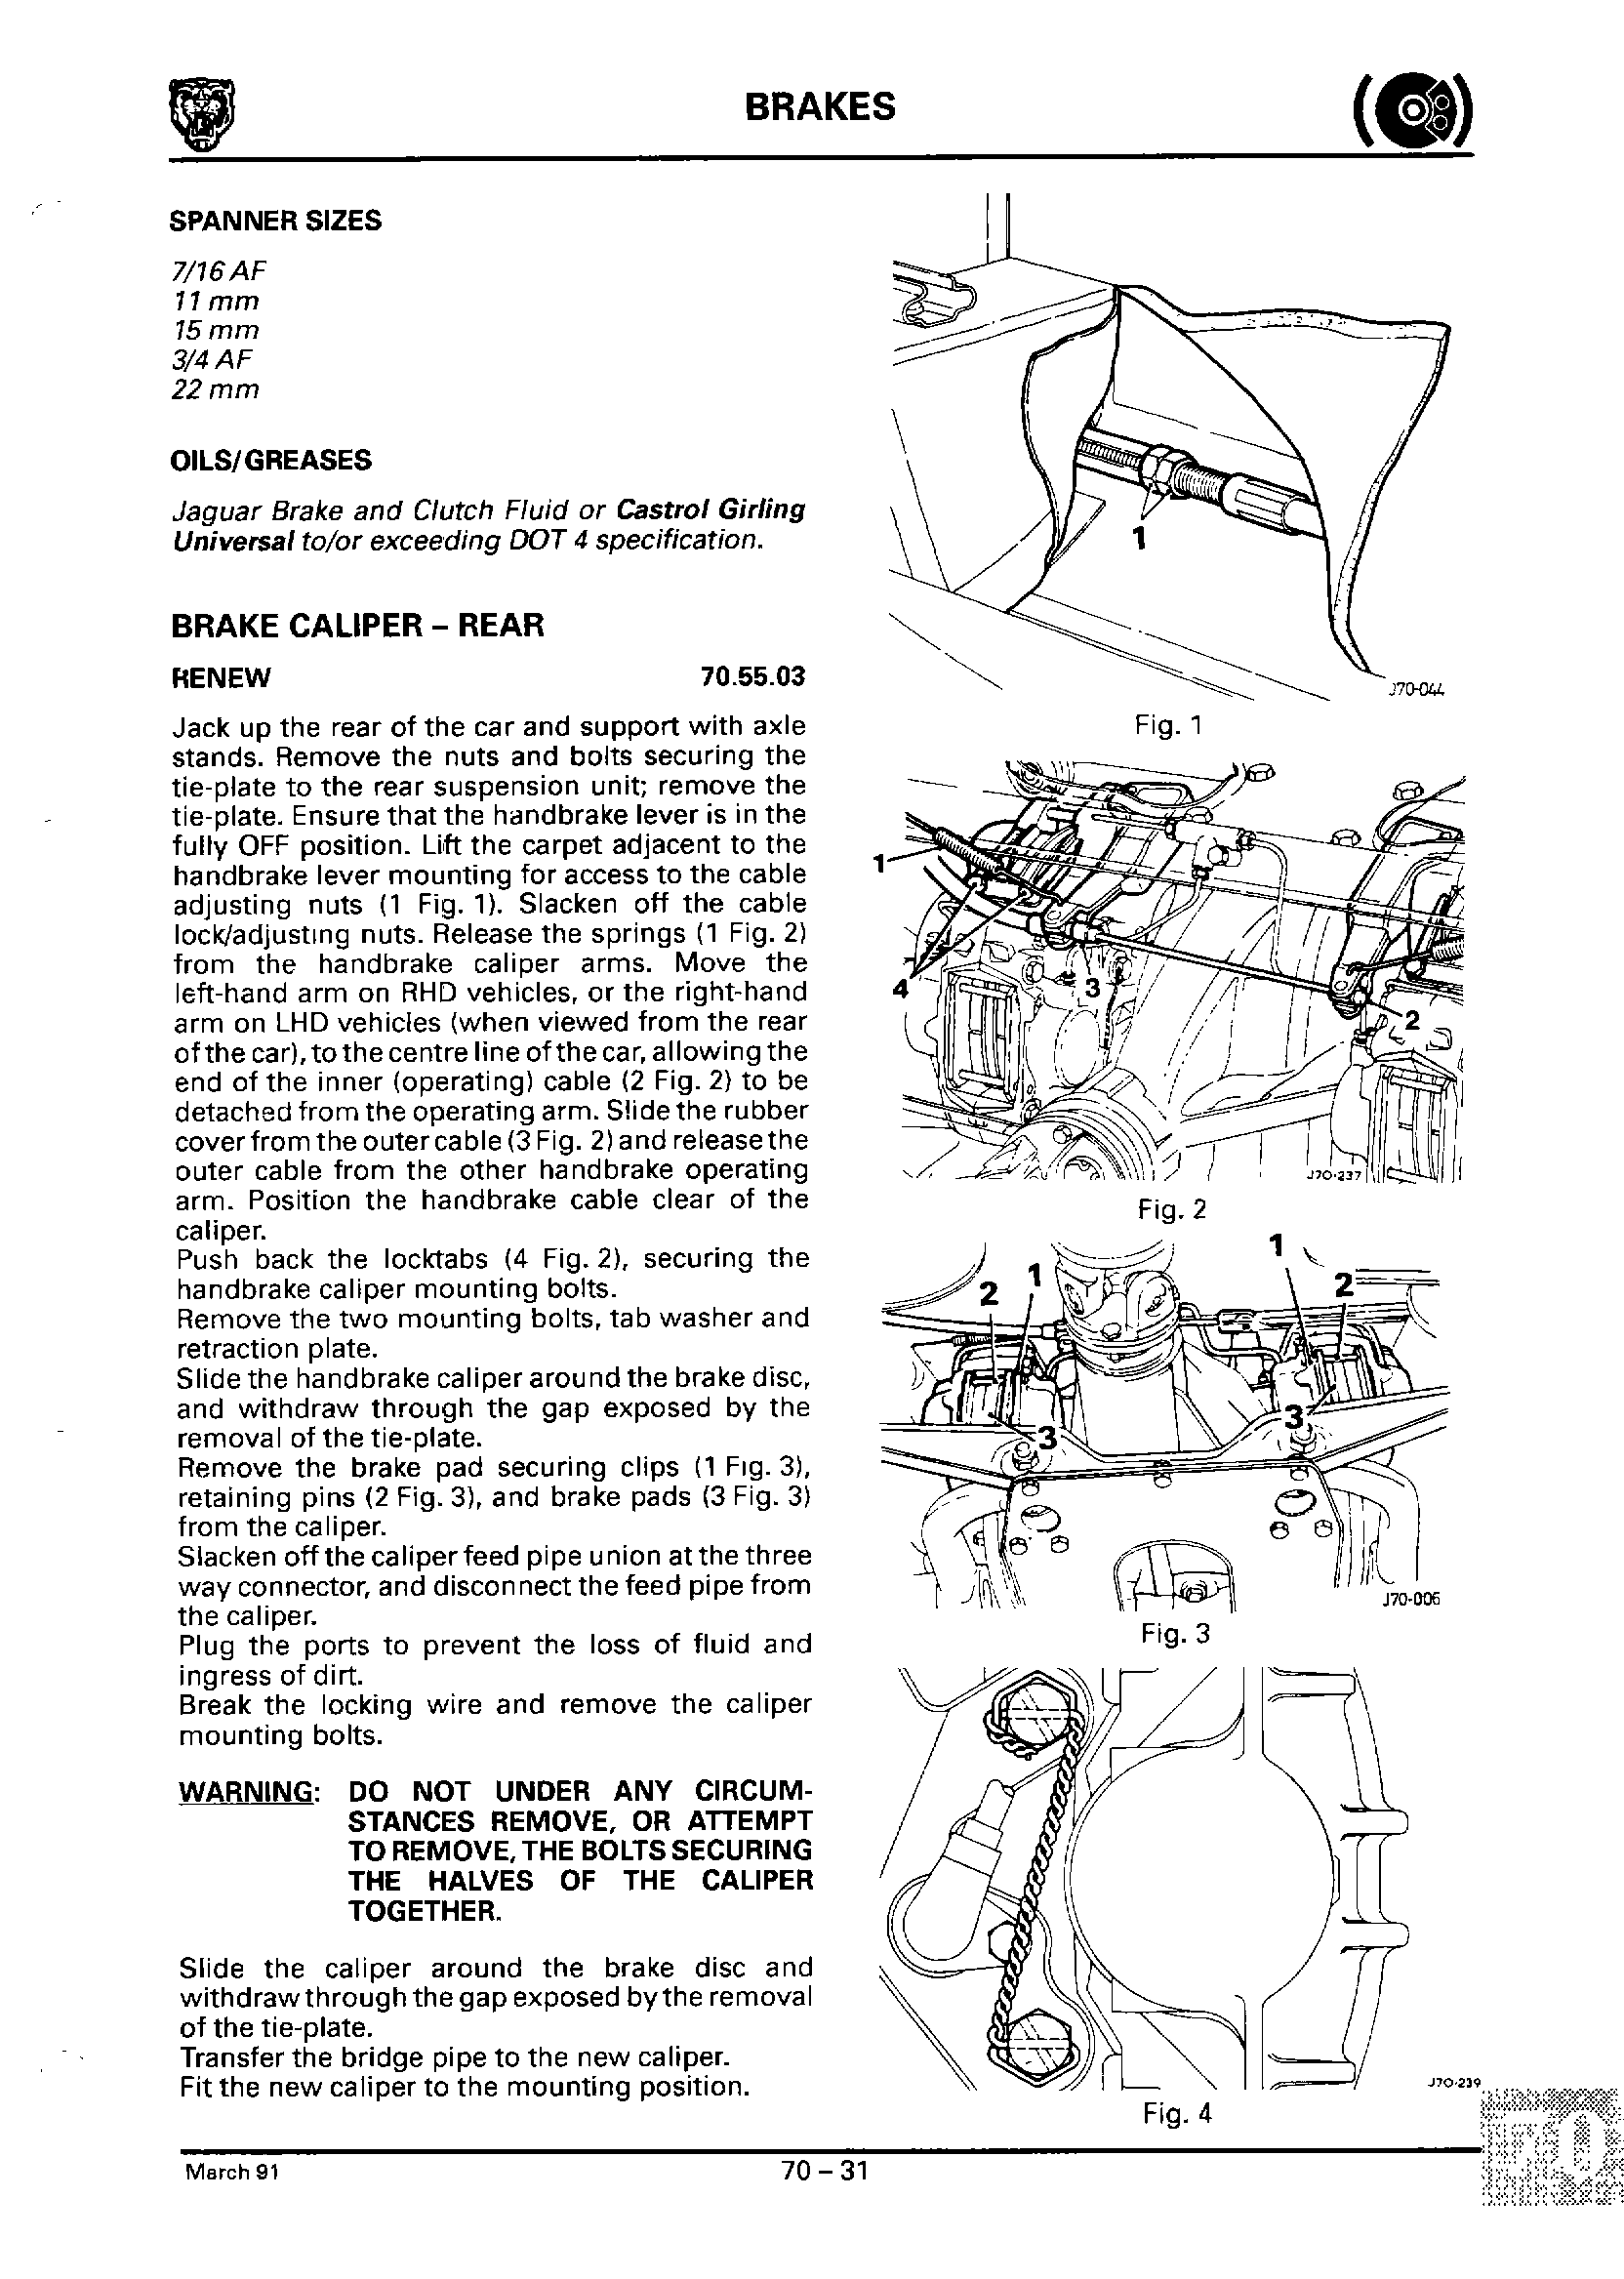 BRAKES
SPANNER SIZES
7/16 AF
11 mm
15 mm
3/4 AF
22 mm
OILS/GREASES
Jaguar Brake and Clutch Fluid or Castrol Girling
Universal to/or exceeding DOT 4 specification.
BRAKE CALIPER – REAR
RENEW 70.55.03
Jack up the rear of the car and support with axle
stands. Remove the nuts and bolts securing the
tie-plate to the rear suspension unit; remove the
tie-plate. Ensure that the handbrake lever is in the
fully OFF position. Lift the carpet adjacent to the
handbrake lever mounting for access to the cable
adjusting nuts (1 Fig. 1). Slacken off the cable
lock/adjusting nuts. Release the springs (1 Fig. 2)
from the handbrake caliper arms. Move the
left-hand arm on RHD vehicles, or the right-hand
arm on LHD vehicles (when viewed from the rear
of the car), to the centre line of the car, allowing the
end of the inner (operating) cable (2 Fig. 2) to be
detached from the operating arm. Slide the rubber
cover from the outer cable (3 Fig. 2) and release the
outer cable from the other handbrake operating
arm. Position the handbrake cable clear of the
caliper.
Push back the locktabs (4 Fig. 2), securing the
handbrake caliper mounting bolts.
Remove the two mounting bolts, tab washer and
retraction plate.
Slide the handbrake caliper around the brake disc,
and withdraw through the gap exposed by the
removal of the tie-plate.
Remove the brake pad securing clips (1 Fig. 3),
retaining pins (2 Fig. 3), and brake pads (3 Fig. 3)
from the caliper.
Slacken off the caliper feed pipe union at the three
way connector, and disconnect the feed pipe from
the caliper.
Plug the ports to prevent the loss of fluid and
ingress of dirt.
Break the locking wire and remove the caliper
mounting bolts.
WARNING: DO NOT UNDER ANY CIRCUM-
STANCES REMOVE, OR ATTEMPT
TO REMOVE, THE BOLTS SECURING
THE HALVES OF THE CALIPER
TOGETHER.
Slide the caliper around the brake disc and
withdraw through the gap exposed by the removal
of the tie-plate.
Transfer the bridge pipe to the new caliper.
Fit the new caliper to the mounting position.
1
J70-044
Fig. 1
1
4
3
2
J70-237
Fig. 2
1
2
1
2
3
3
J70-006
Fig. 3
J70-239
Fig. 4
March 91
70 – 31
70